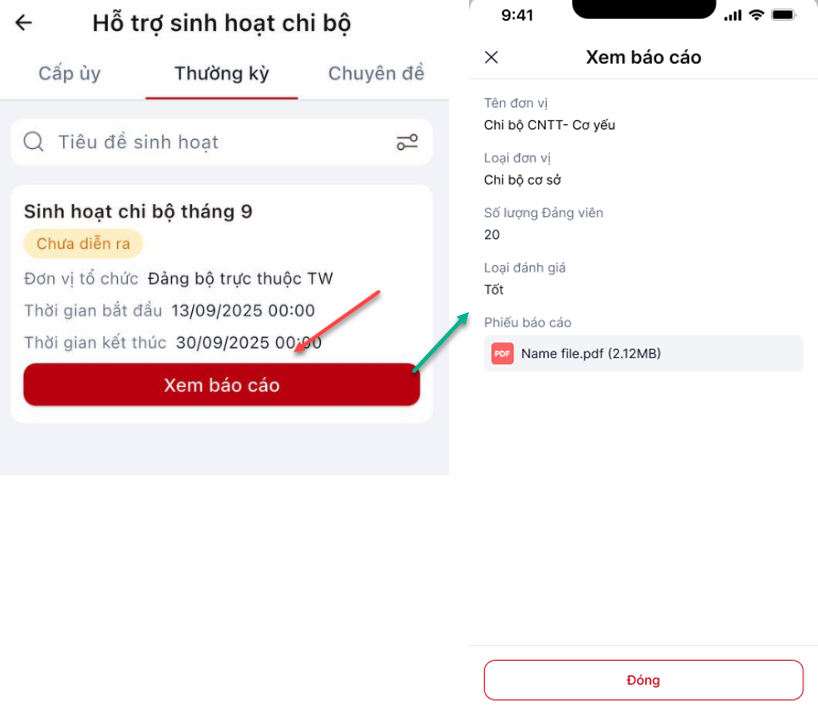 Hỗ trợ sinh hoạt chi bộ
Cấp ủy Thường kỳ Chuyên đề
Tiêu đề sinh hoạt
Sinh hoạt chi bộ tháng 9
Chưa diễn ra
Đơn vị tổ chức Đảng bộ trực thuộc TW
Thời gian bắt đầu 13/09/2025 00:00
Thời gian kết thúc 30/09/2025 00:00
Xem báo cáo
9:41
Xem báo cáo
Tên đơn vị
Chi bộ CNTT- Cơ yếu
Loại đơn vị
Chi bộ cơ sở
Số lượng Đảng viên
20
Loại đánh giá
Tốt
Phiếu báo cáo
PDF Name file.pdf (2.12MB)
Đóng